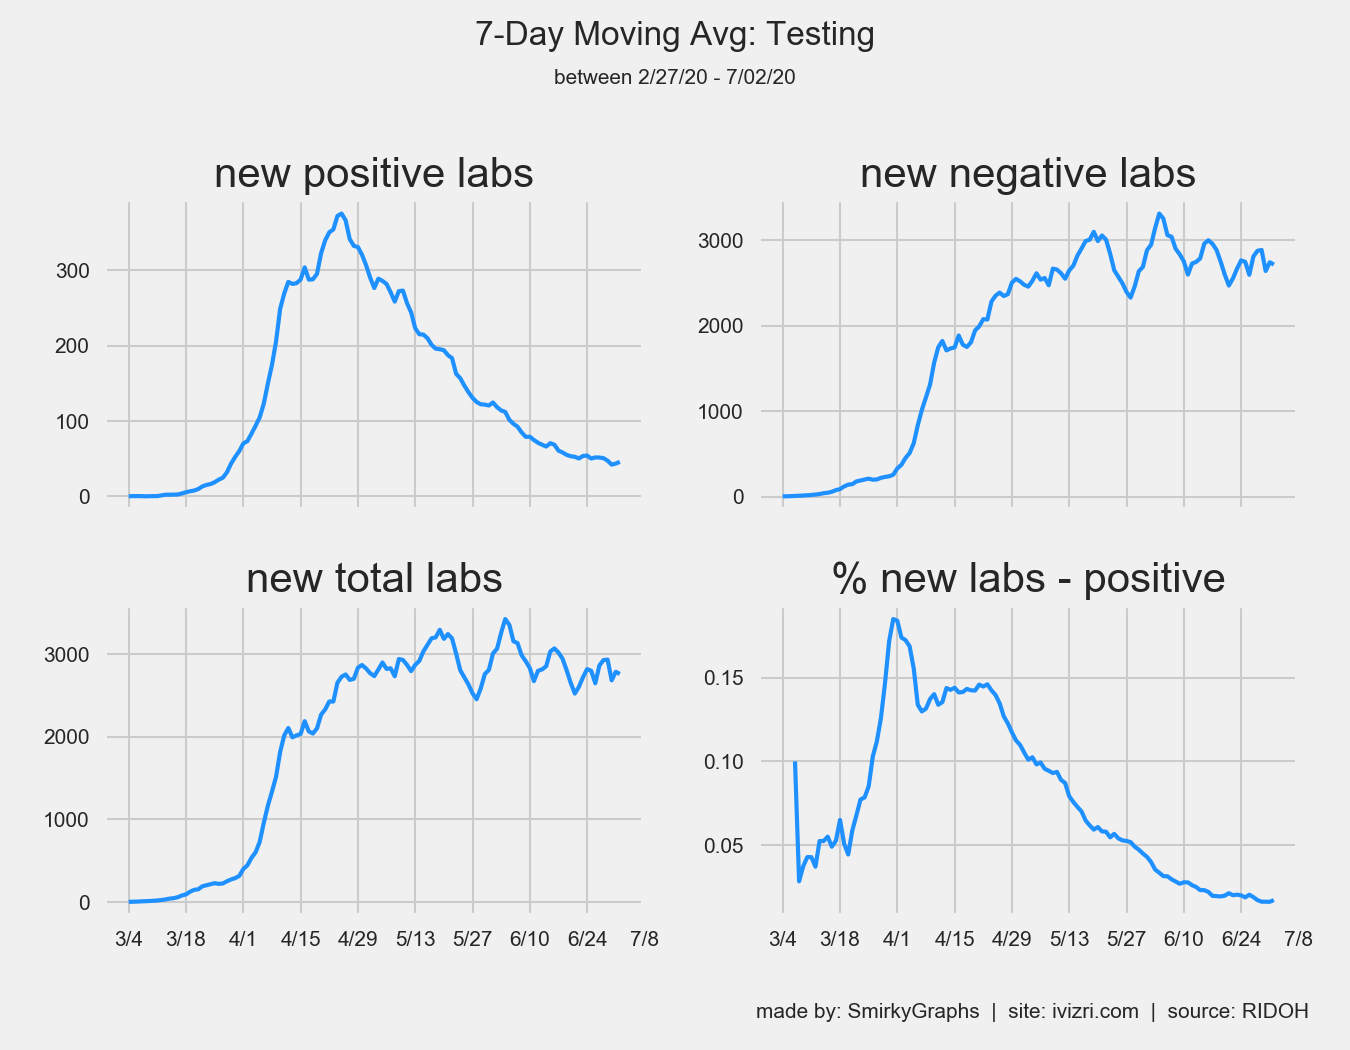 7-Day Moving Avg: Testing
between 2/27/20 - 7/02/20
new positive labs
300
200
100
0
new negative labs
3000
2000
1000
0
new total labs
3000
2000
1000
0
3/4 3/18 4/1 4/15 4/29 5/13 5/27 6/10 6/24 7/8
% new labs - positive
0.15
0.10
0.05
3/4 3/18 4/1 4/15 4/29 5/13 5/27 6/10 6/24 7/8
made by: SmirkyGraphs | site: ivizri.com | source: RIDOH